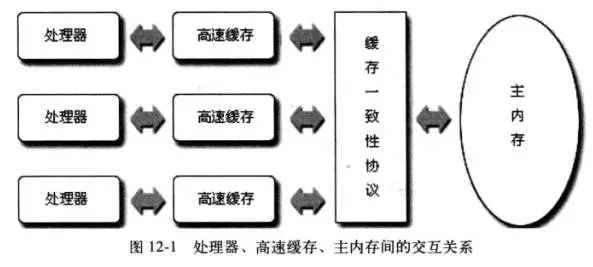 处理器
高速缓存
处理器
高速缓存
处理器
高速缓存
缓存一致性协议
主内存
图 12-1 处理器、高速缓存、主内存间的交互关系